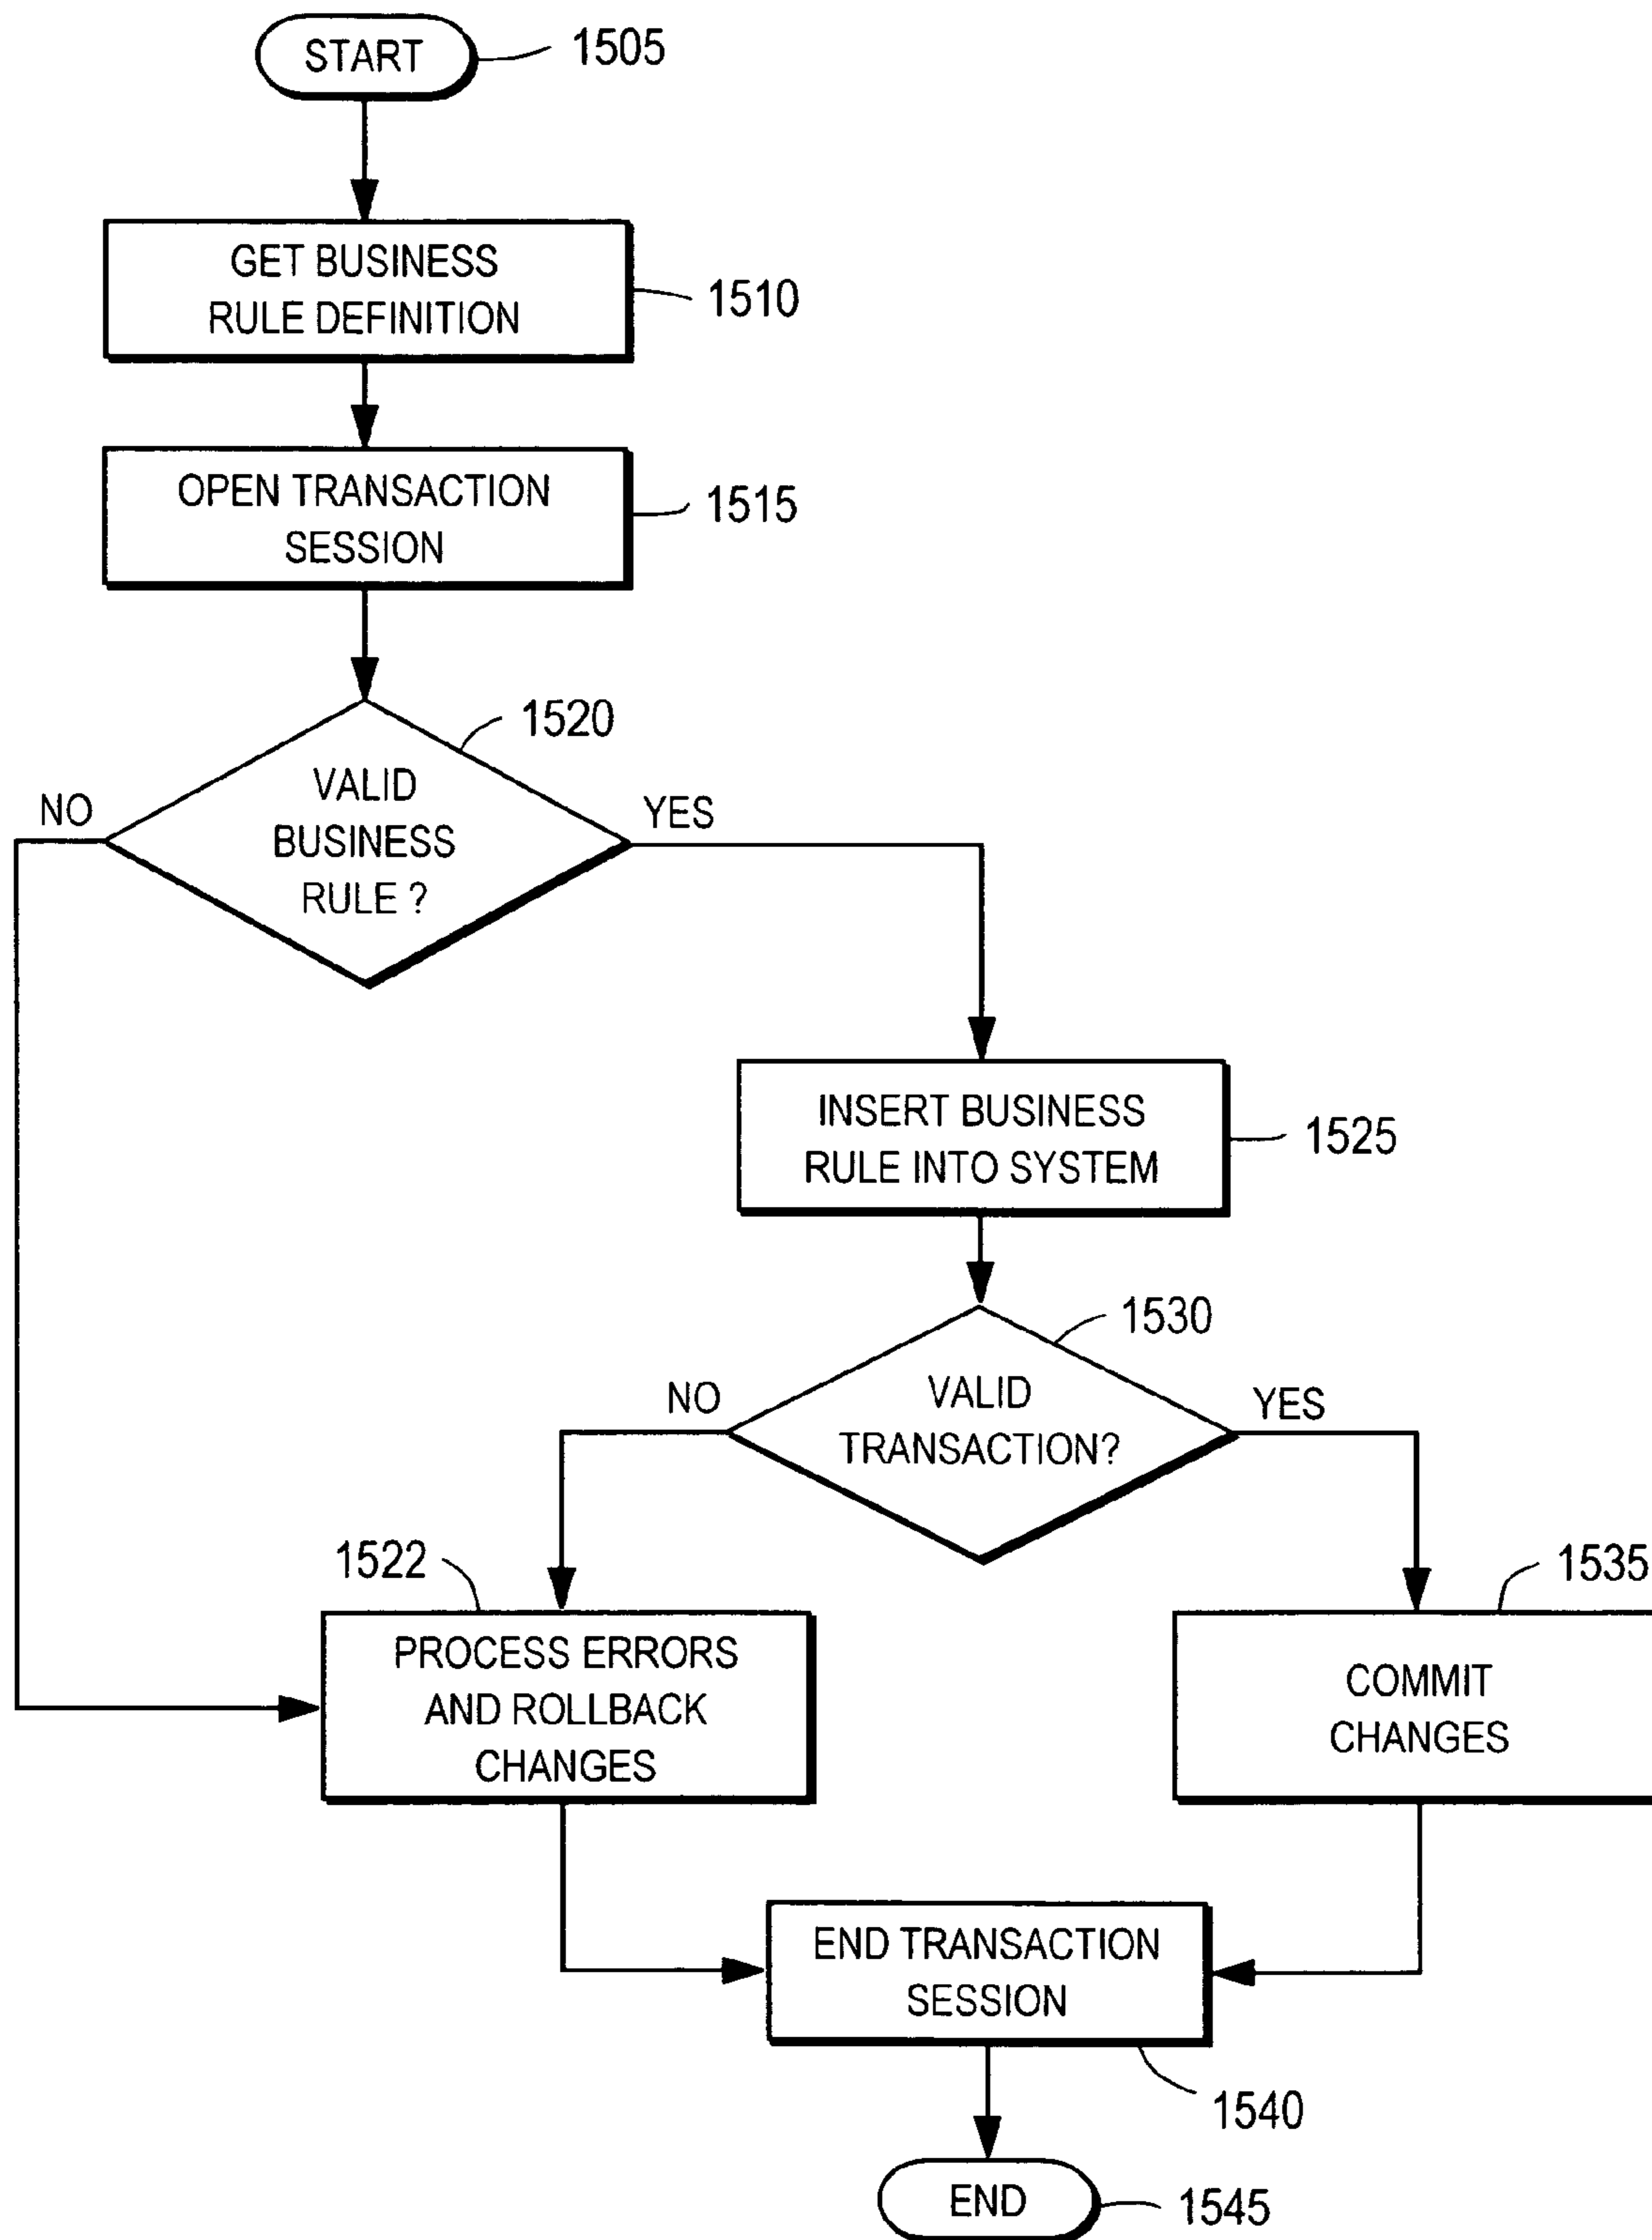 START
1505
GET BUSINESS
RULE DEFINITION
1510
OPEN TRANSACTION
SESSION
1515
1520
VALID
BUSINESS
RULE ?
NO
YES
INSERT BUSINESS
RULE INTO SYSTEM
1525
1530
VALID
TRANSACTION?
NO
YES
1522
PROCESS ERRORS
AND ROLLBACK
CHANGES
1535
COMMIT
CHANGES
END TRANSACTION
SESSION
1540
END
1545